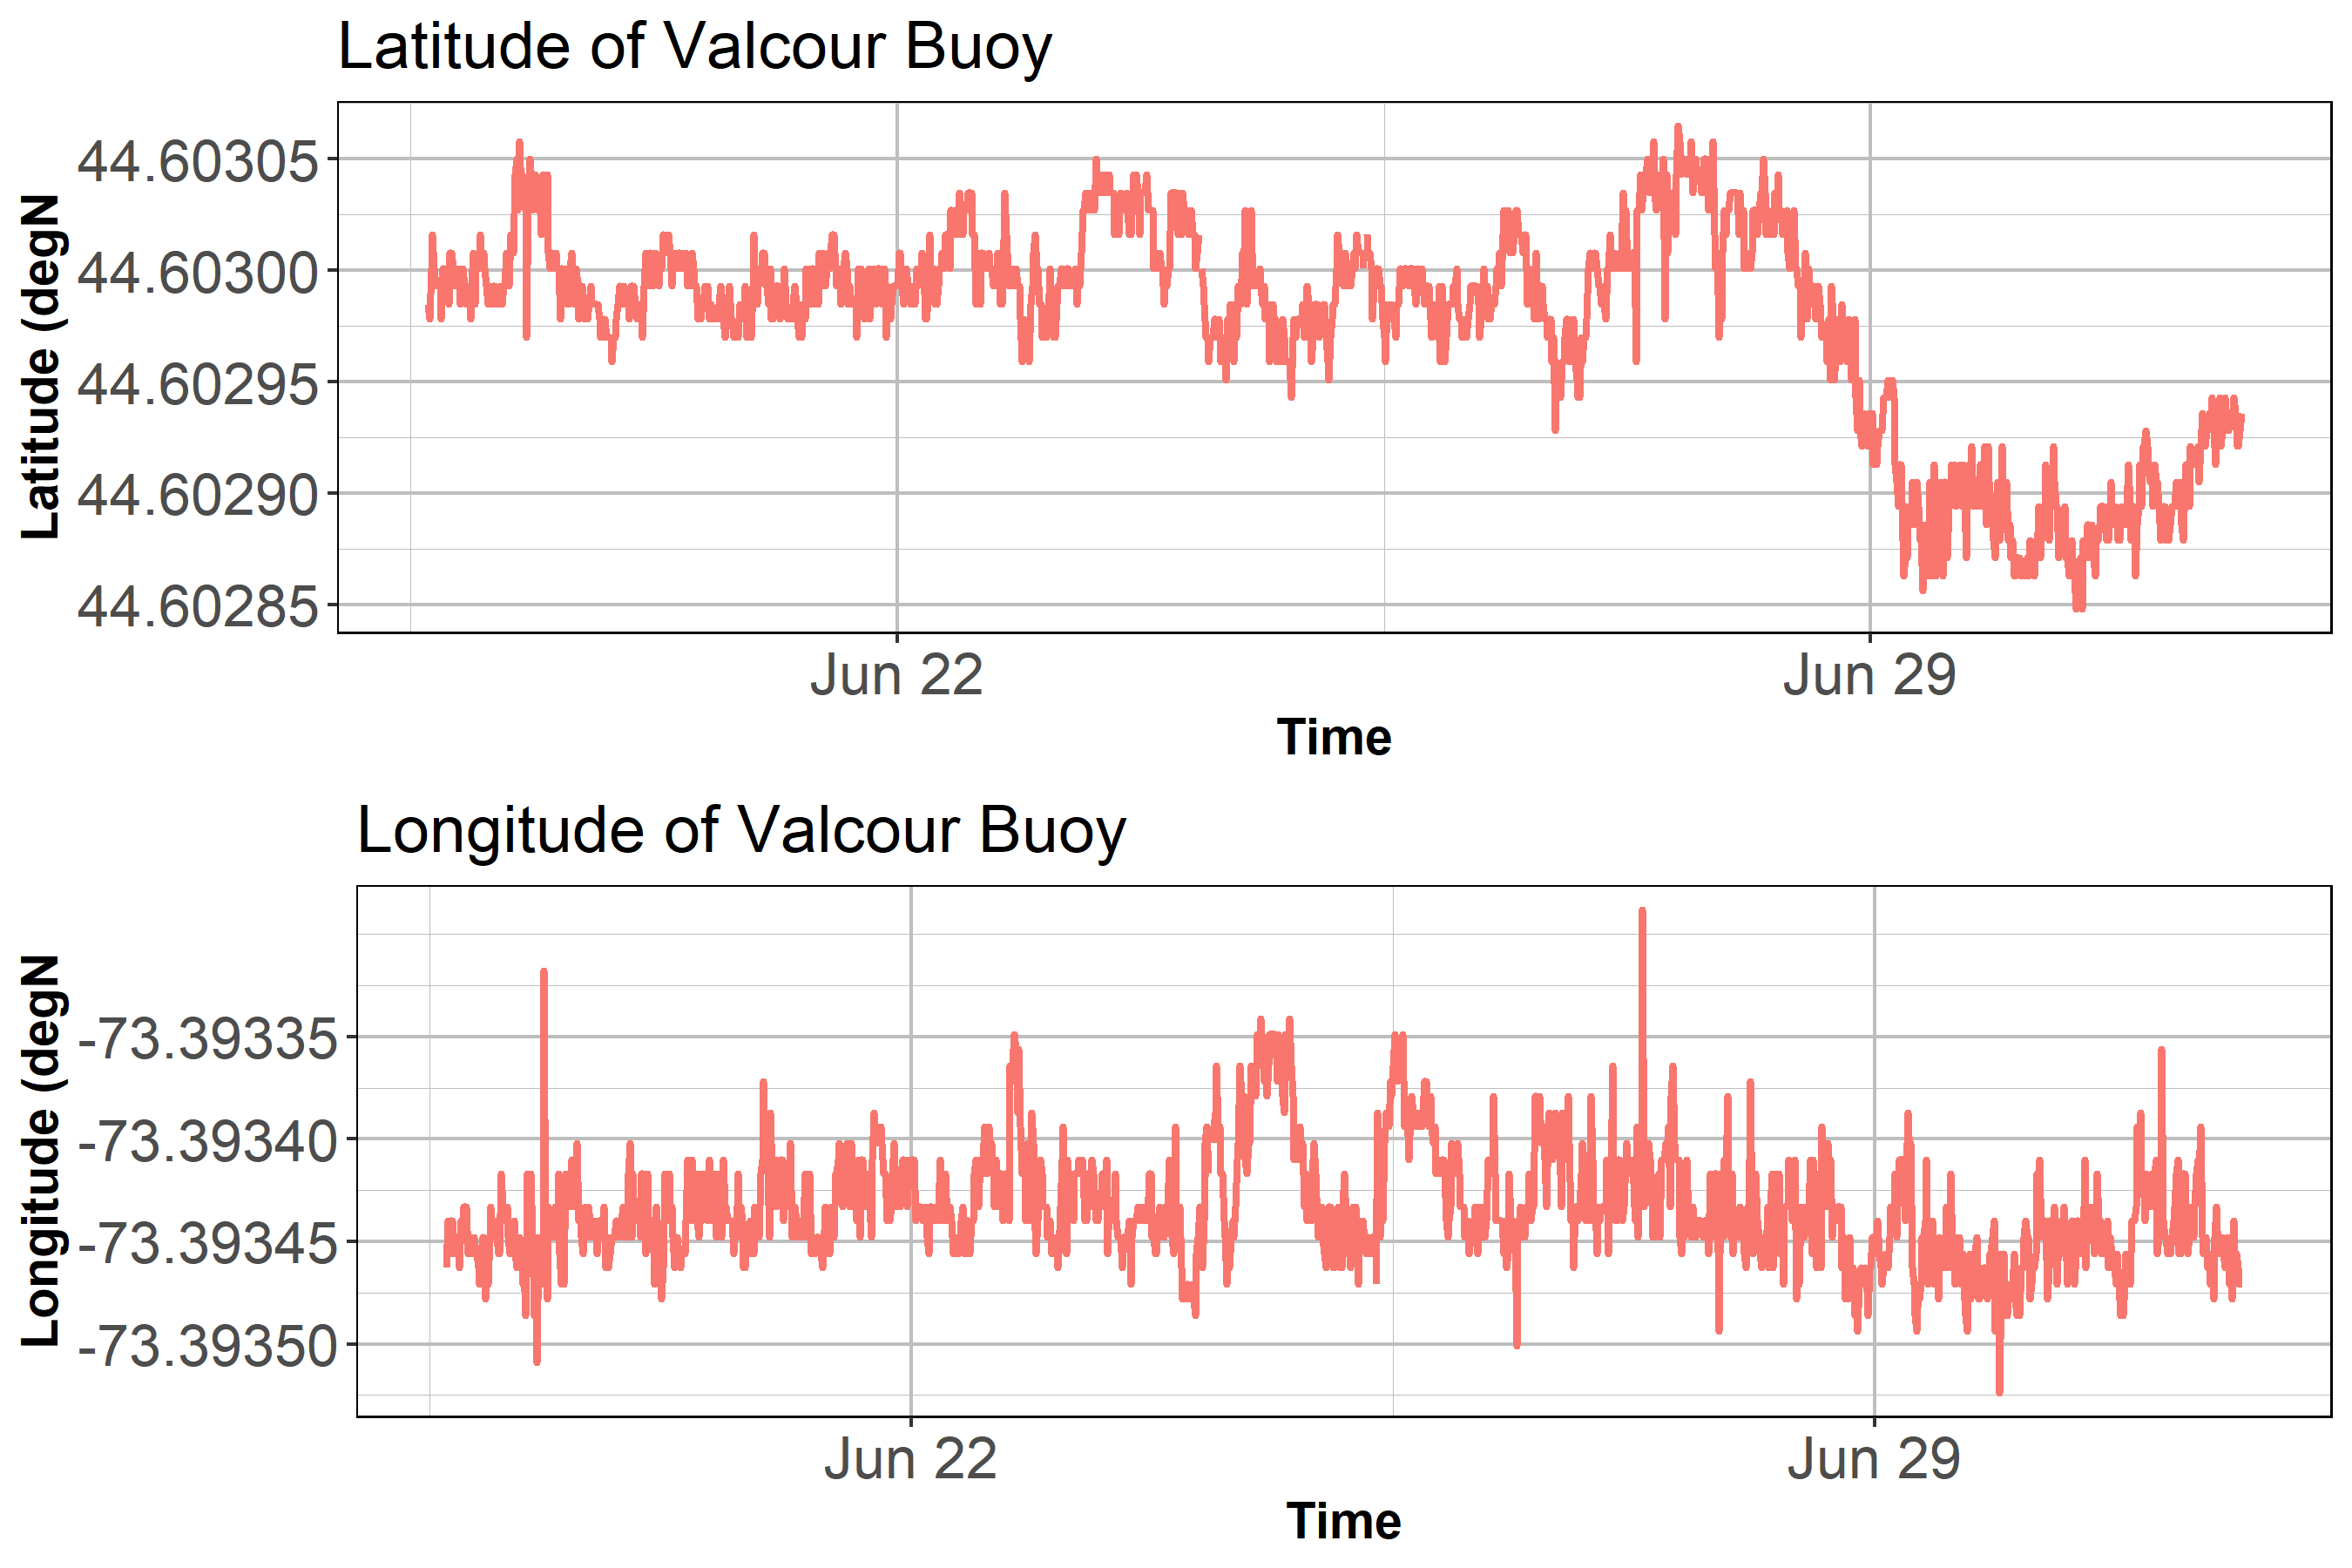 Latitude of Valcour Buoy
Latitude (degN
44.60305
44.60300
44.60295
44.60290
44.60285
Jun 22
Jun 29
Time
Longitude of Valcour Buoy
Longitude (degN
-73.39335
-73.39340
-73.39345
-73.39350
Jun 22
Jun 29
Time